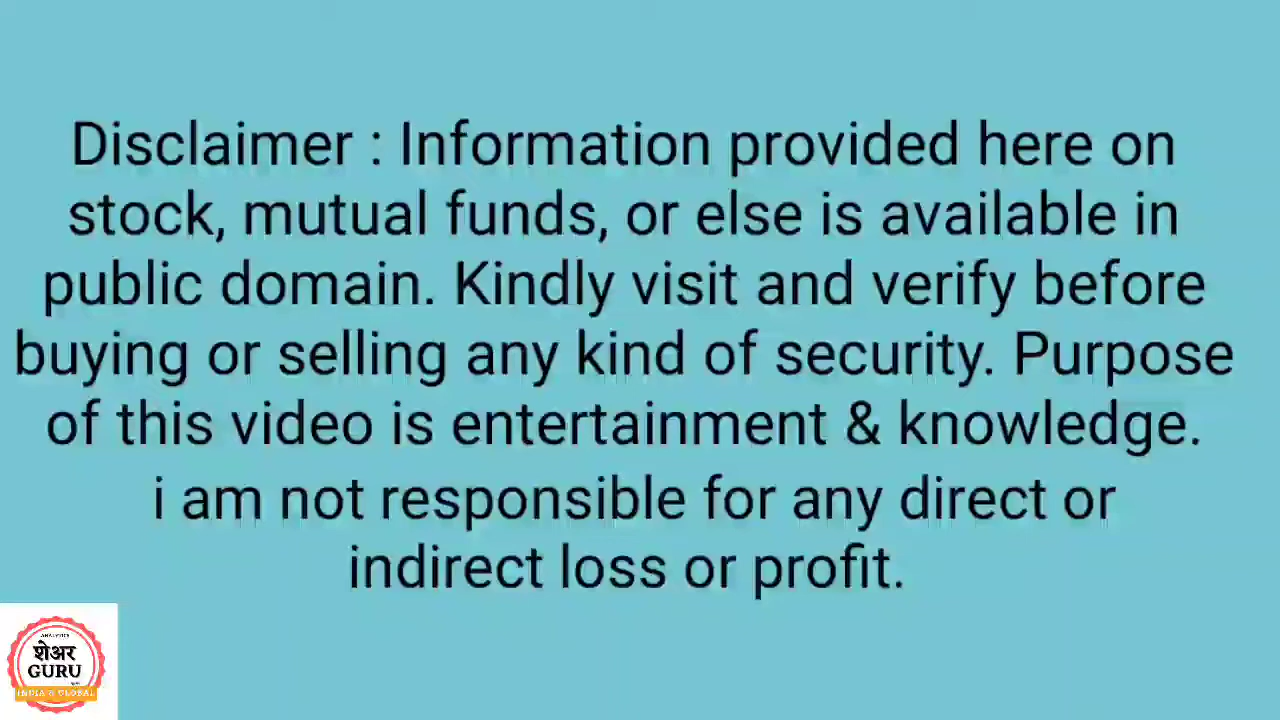 Disclaimer : Information provided here on
stock, mutual funds, or else is available in
public domain. Kindly visit and verify before
buying or selling any kind of security. Purpose
of this video is entertainment & knowledge.
i am not responsible for any direct or
indirect loss or profit.
ANALYTICS
शेअर
GURU
INDIA & GLOBAL